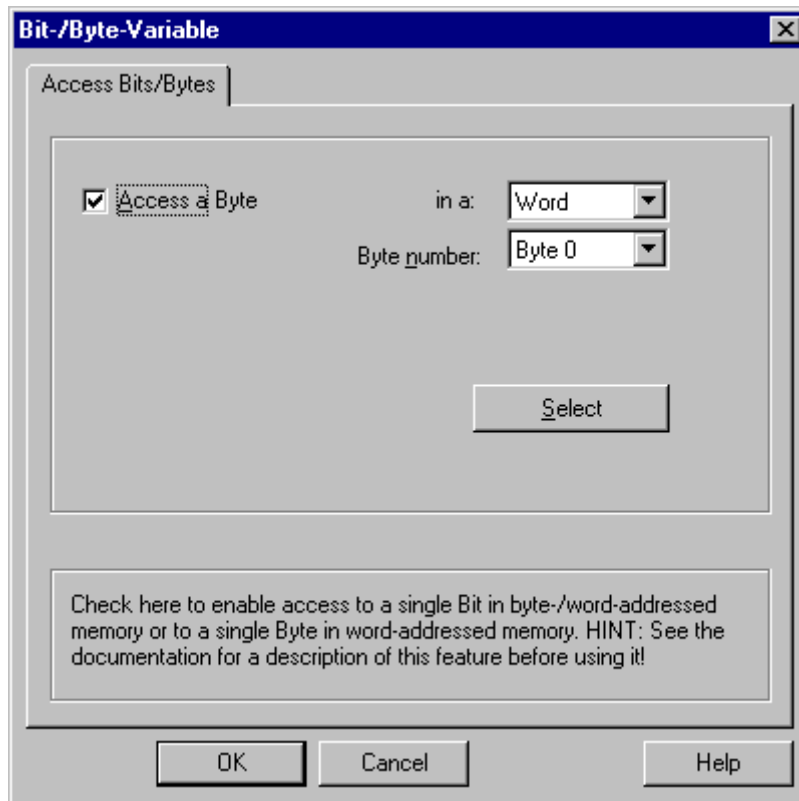 Bit-/Byte-Variable
Access Bits/Bytes
Access a Byte in a: Word
Byte number: Byte 0
Select
Check here to enable access to a single Bit in byte-/word-addressed
memory or to a single Byte in word-addressed memory. HINT: See the
documentation for a description of this feature before using it!
OK Cancel Help